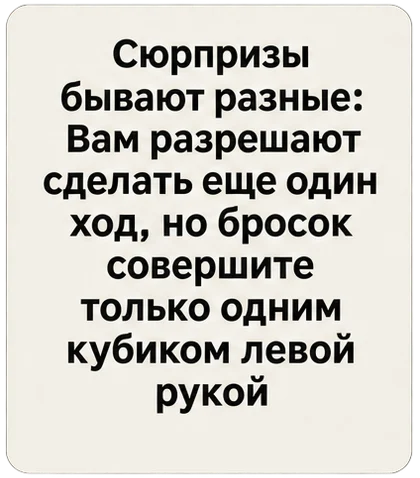 Сюрпризы
бывают разные:
Вам разрешают
сделать еще один
ход, но бросок
совершите
только одним
кубиком левой
рукой